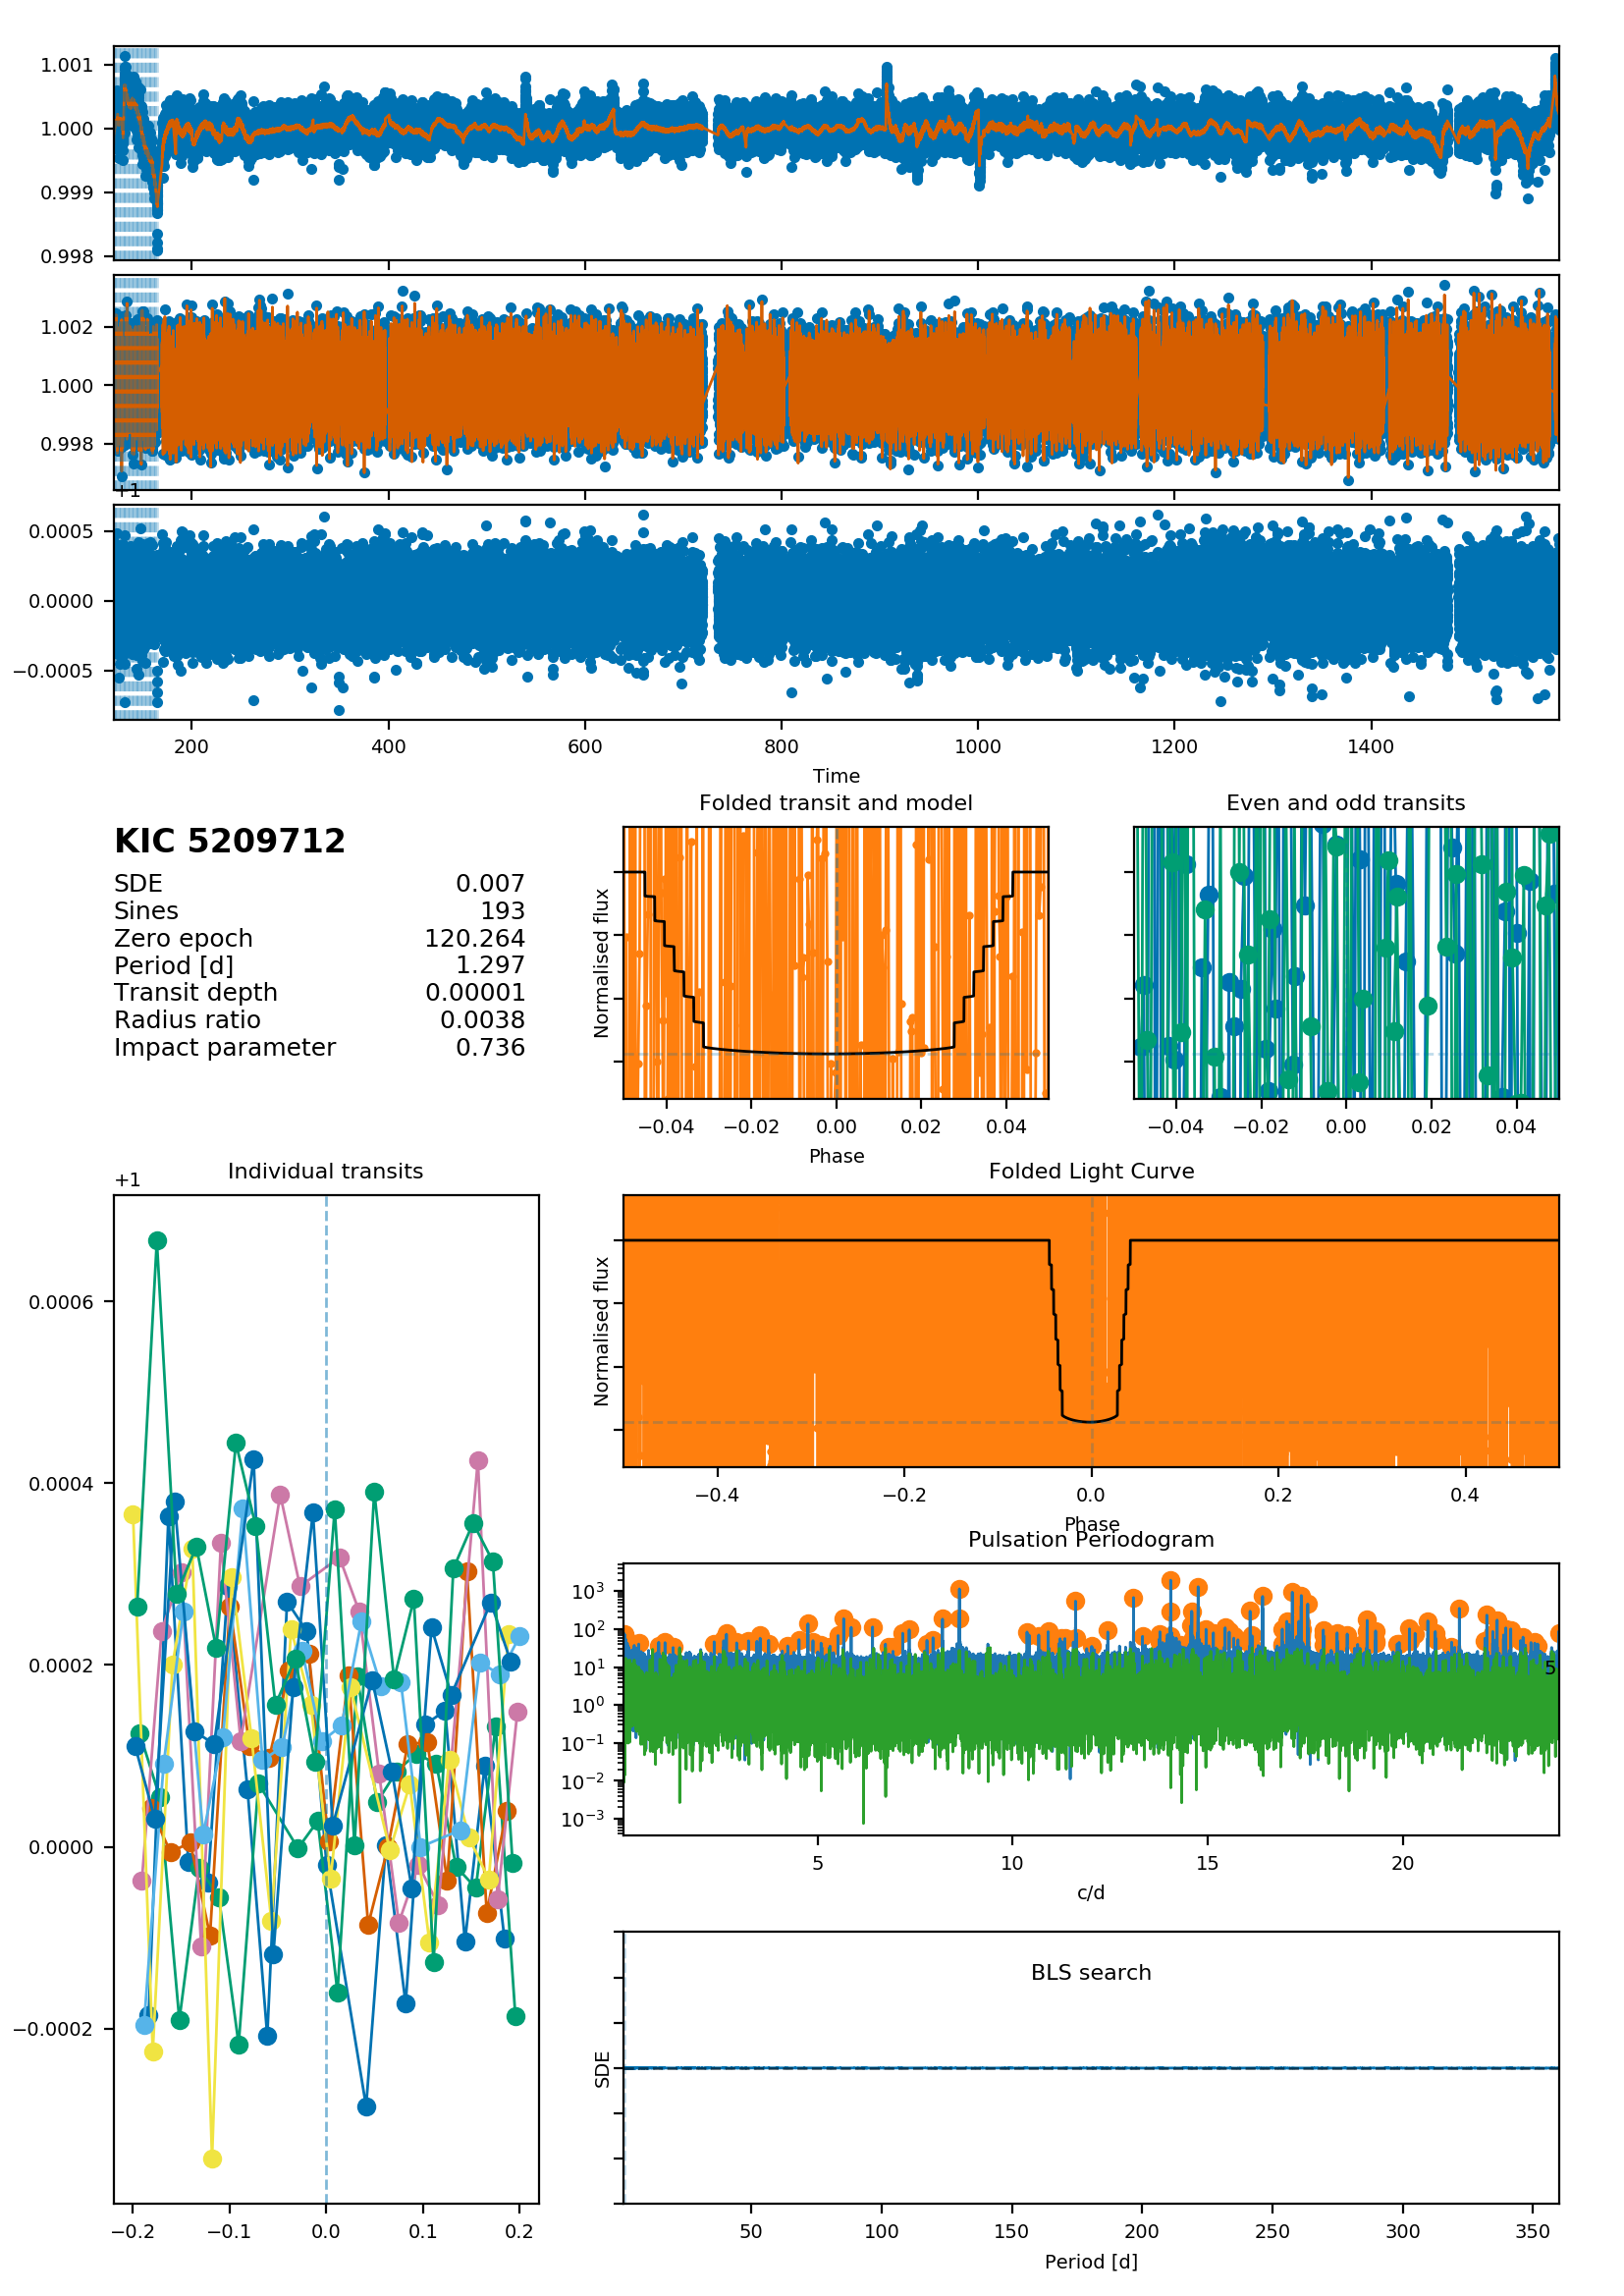 1.001
1.000
0.999
0.998
1.002
1.000
0.998
+1
0.0005
0.0000
−0.0005
200 400 600 800 1000 1200 1400
Time
KIC 5209712
SDE 0.007
Sines 193
Zero epoch 120.264
Period [d] 1.297
Transit depth 0.00001
Radius ratio 0.0038
Impact parameter 0.736
Folded transit and model
Normalised flux
−0.04 −0.02 0.00 0.02 0.04
Phase
Even and odd transits
−0.04 −0.02 0.00 0.02 0.04
Individual transits
+1
0.0006
0.0004
0.0002
0.0000
−0.0002
−0.2 −0.1 0.0 0.1 0.2
Folded Light Curve
Normalised flux
−0.4 −0.2 0.0 0.2 0.4
Phase
Pulsation Periodogram
10³
10²
10¹
10⁰
10⁻¹
10⁻²
10⁻³
5
5 10 15 20
c/d
BLS search
SDE
50 100 150 200 250 300 350
Period [d]